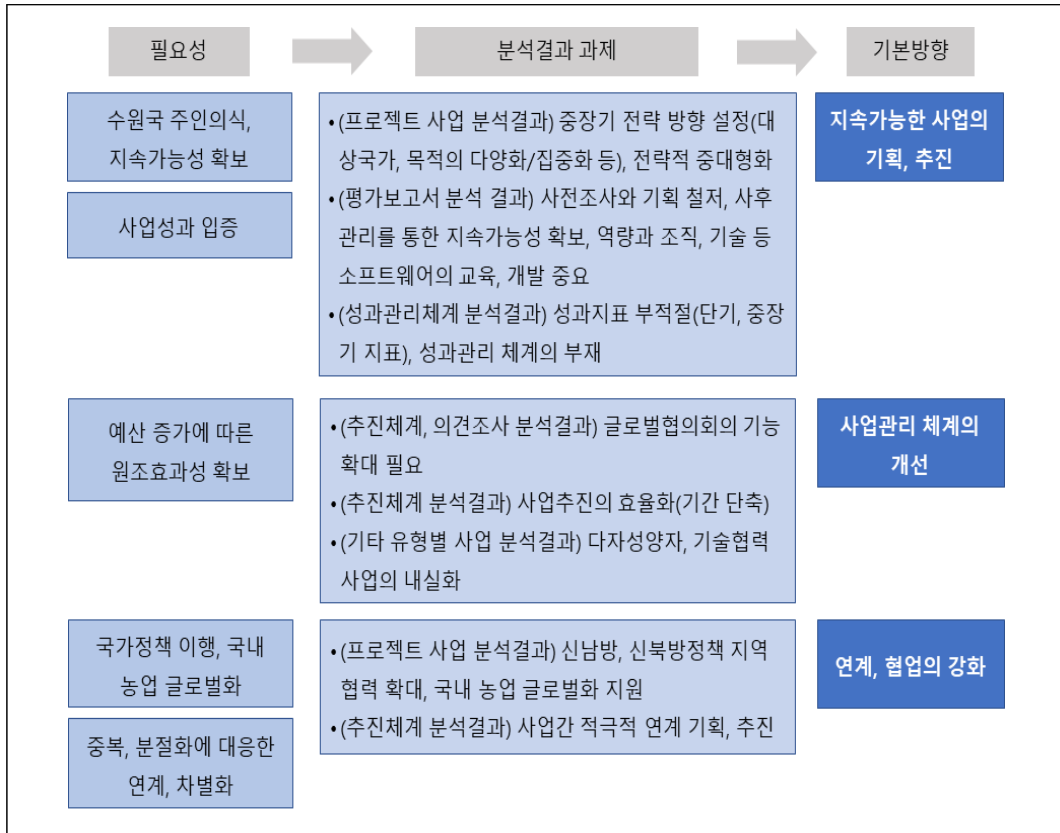 필요성
분석결과 과제
기본방향
수원국 주인의식,
지속가능성 확보
사업성과 입증
• (프로젝트 사업 분석결과) 중장기 전략 방향 설정(대
상국가, 목적의 다양화/집중화 등), 전략적 중대형화
• (평가보고서 분석 결과) 사전조사와 기획 철저, 사후
관리를 통한 지속가능성 확보, 역량과 조직, 기술 등
소프트웨어의 교육, 개발 중요
• (성과관리체계 분석결과) 성과지표 부적절(단기, 중장
기 지표), 성과관리 체계의 부재
지속가능한 사업의
기획, 추진
예산 증가에 따른
원조효과성 확보
• (추진체계, 의견조사 분석결과) 글로벌협의회의 기능
확대 필요
• (추진체계 분석결과) 사업추진의 효율화(기간 단축)
• (기타 유형별 사업 분석결과) 다자성양자, 기술협력
사업의 내실화
사업관리 체계의
개선
국가정책 이행, 국내
농업 글로벌화
중복, 분절화에 대응한
연계, 차별화
• (프로젝트 사업 분석결과) 신남방, 신북방정책 지역
협력 확대, 국내 농업 글로벌화 지원
• (추진체계 분석결과) 사업간 적극적 연계 기획, 추진
연계, 협업의 강화